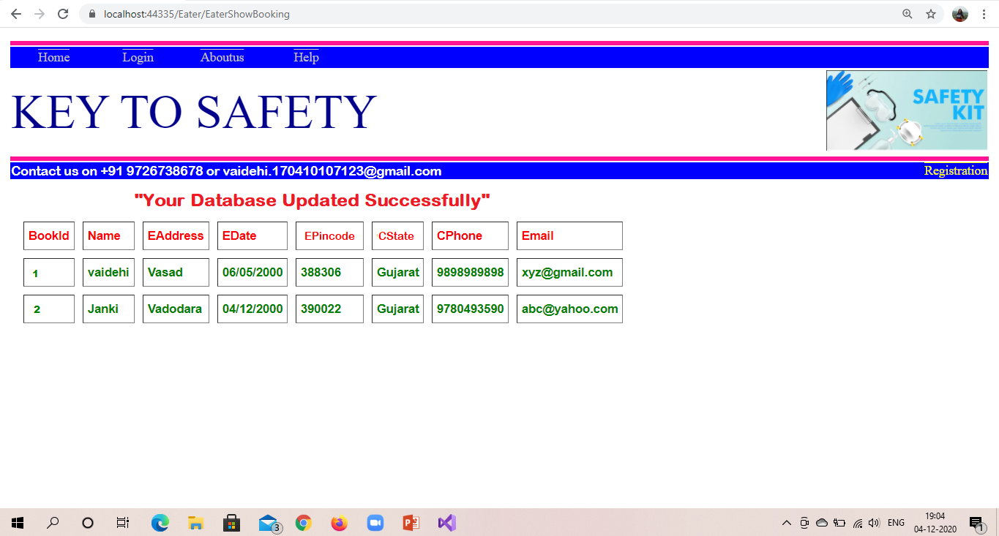 localhost:44335/Eater/EaterShowBooking
Home Login Aboutus Help
KEY TO SAFETY
SAFETY
KIT
Contact us on +91 9726738678 or vaidehi.170410107123@gmail.com Registration
"Your Database Updated Successfully"
BookId Name EAddress EDate EPincode CState CPhone Email
1 vaidehi Vasad 06/05/2000 388306 Gujarat 9898989898 xyz@gmail.com
2 Janki Vadodara 04/12/2000 390022 Gujarat 9780493590 abc@yahoo.com
3
ENG
19:04
04-12-2020
1